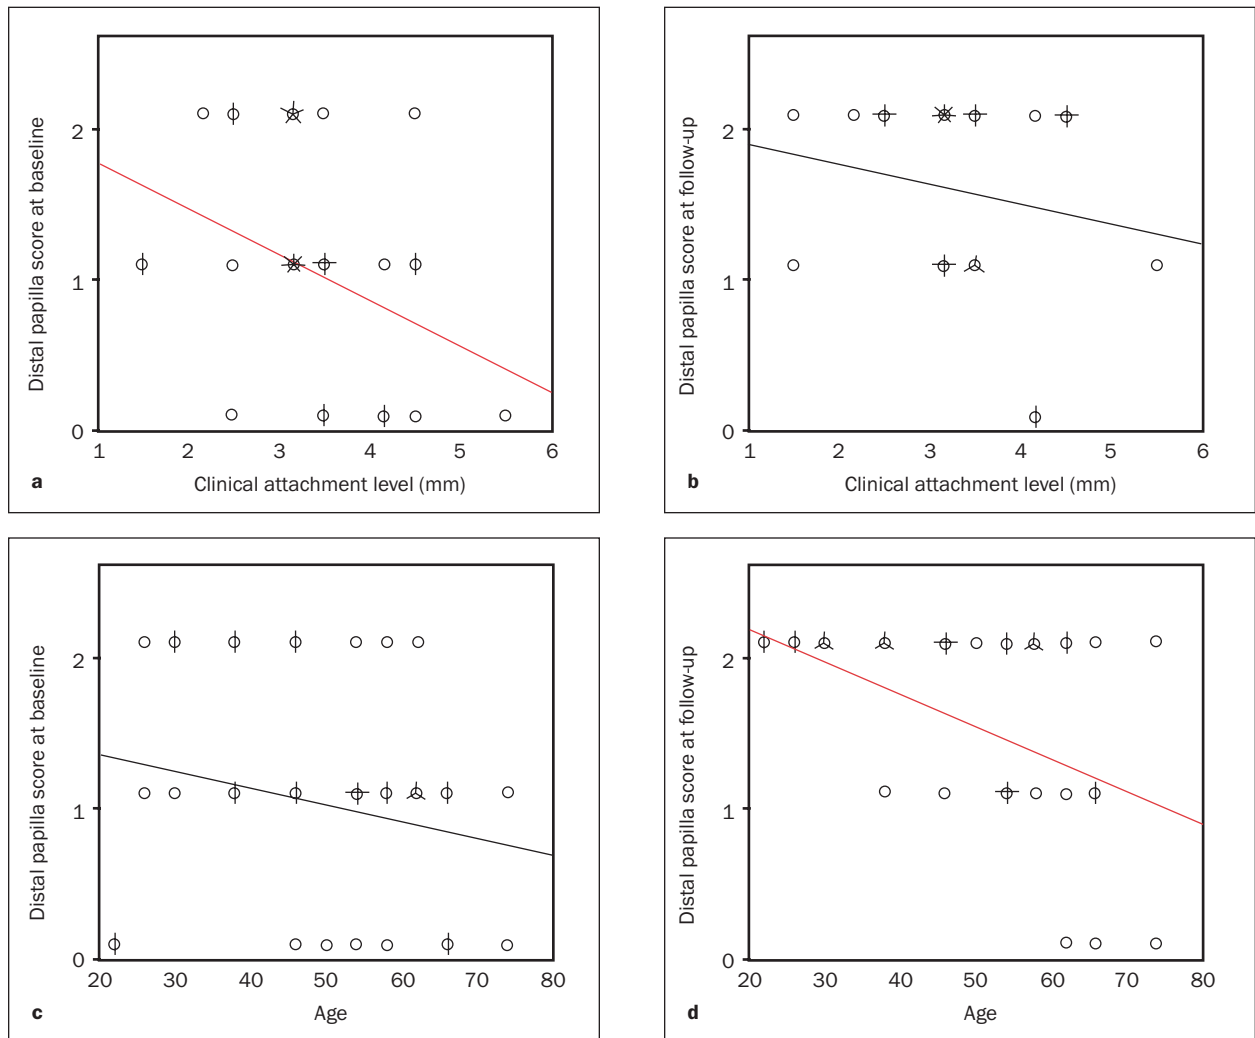 Distal papilla score at baseline
2
1
0
1 2 3 4 5 6
Clinical attachment level (mm)
a
Distal papilla score at follow-up
2
1
0
1 2 3 4 5 6
Clinical attachment level (mm)
b
Distal papilla score at baseline
2
1
0
20 30 40 50 60 70 80
Age
c
Distal papilla score at follow-up
2
1
0
20 30 40 50 60 70 80
Age
d